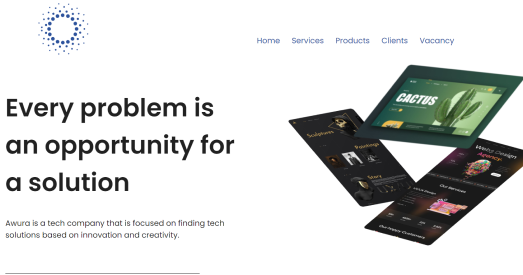 Home Services Products Clients Vacancy
Every problem is
an opportunity for
a solution
Awura is a tech company that is focused on finding tech
solutions based on innovation and creativity.
CACTUS
Sculptures
Paintings
Story
Weird Design
Agency
Our Services
Our Happy Customers